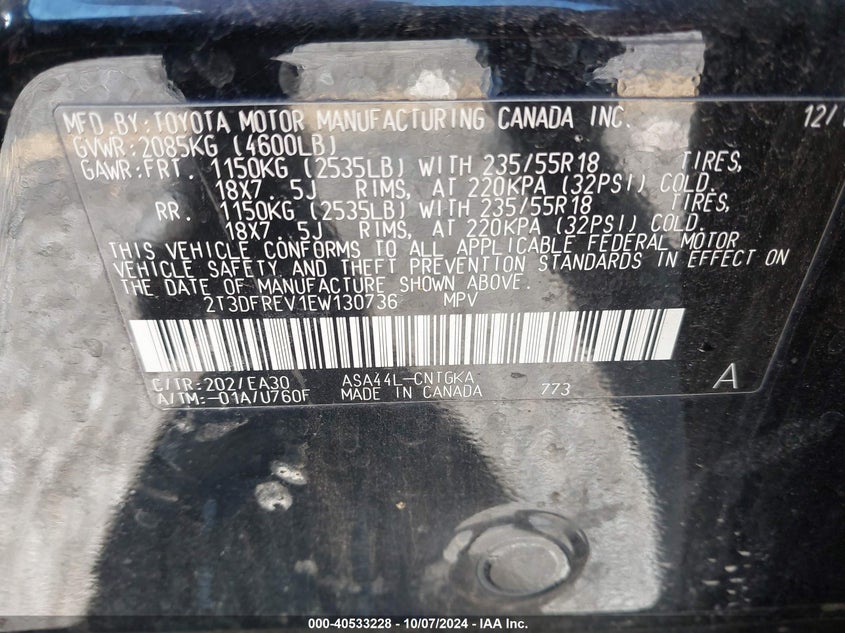 MFD.BY:TOYOTA MOTOR MANUFACTURING CANADA INC. 12/
GVWR:2085KG (4600LB)
GAWR:FRT. 1150KG (2535LB) WITH 235/55R18 TIRES,
18X7.5J RIMS, AT 220KPA (32PSI) COLD.
RR. 1150KG (2535LB) WITH 235/55R18 TIRES,
18X7.5J RIMS, AT 220KPA (32PSI) COLD.
THIS VEHICLE CONFORMS TO ALL APPLICABLE FEDERAL MOTOR
VEHICLE SAFETY AND THEFT PREVENTION STANDARDS IN EFFECT ON
THE DATE OF MANUFACTURE SHOWN ABOVE.
2T3DFREV1EW130736 MPV
C/TR:202/EA30 ASA44L-CNTGKA A
A/TM:-01A/U760F MADE IN CANADA 773
000-40533228 - 10/07/2024 - IAA Inc.